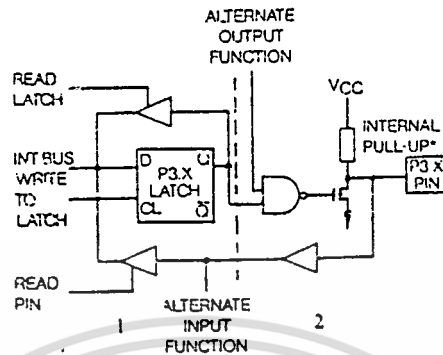 ALTERNATE
OUTPUT
FUNCTION
READ
LATCH
VCC
INTERNAL
PULL-UP*
INT BUS
WRITE
TO
LATCH
D
Q
P3.X
LATCH
CL
Q̅
P3.X
PIN
READ
PIN
1
ALTERNATE
INPUT
FUNCTION
2